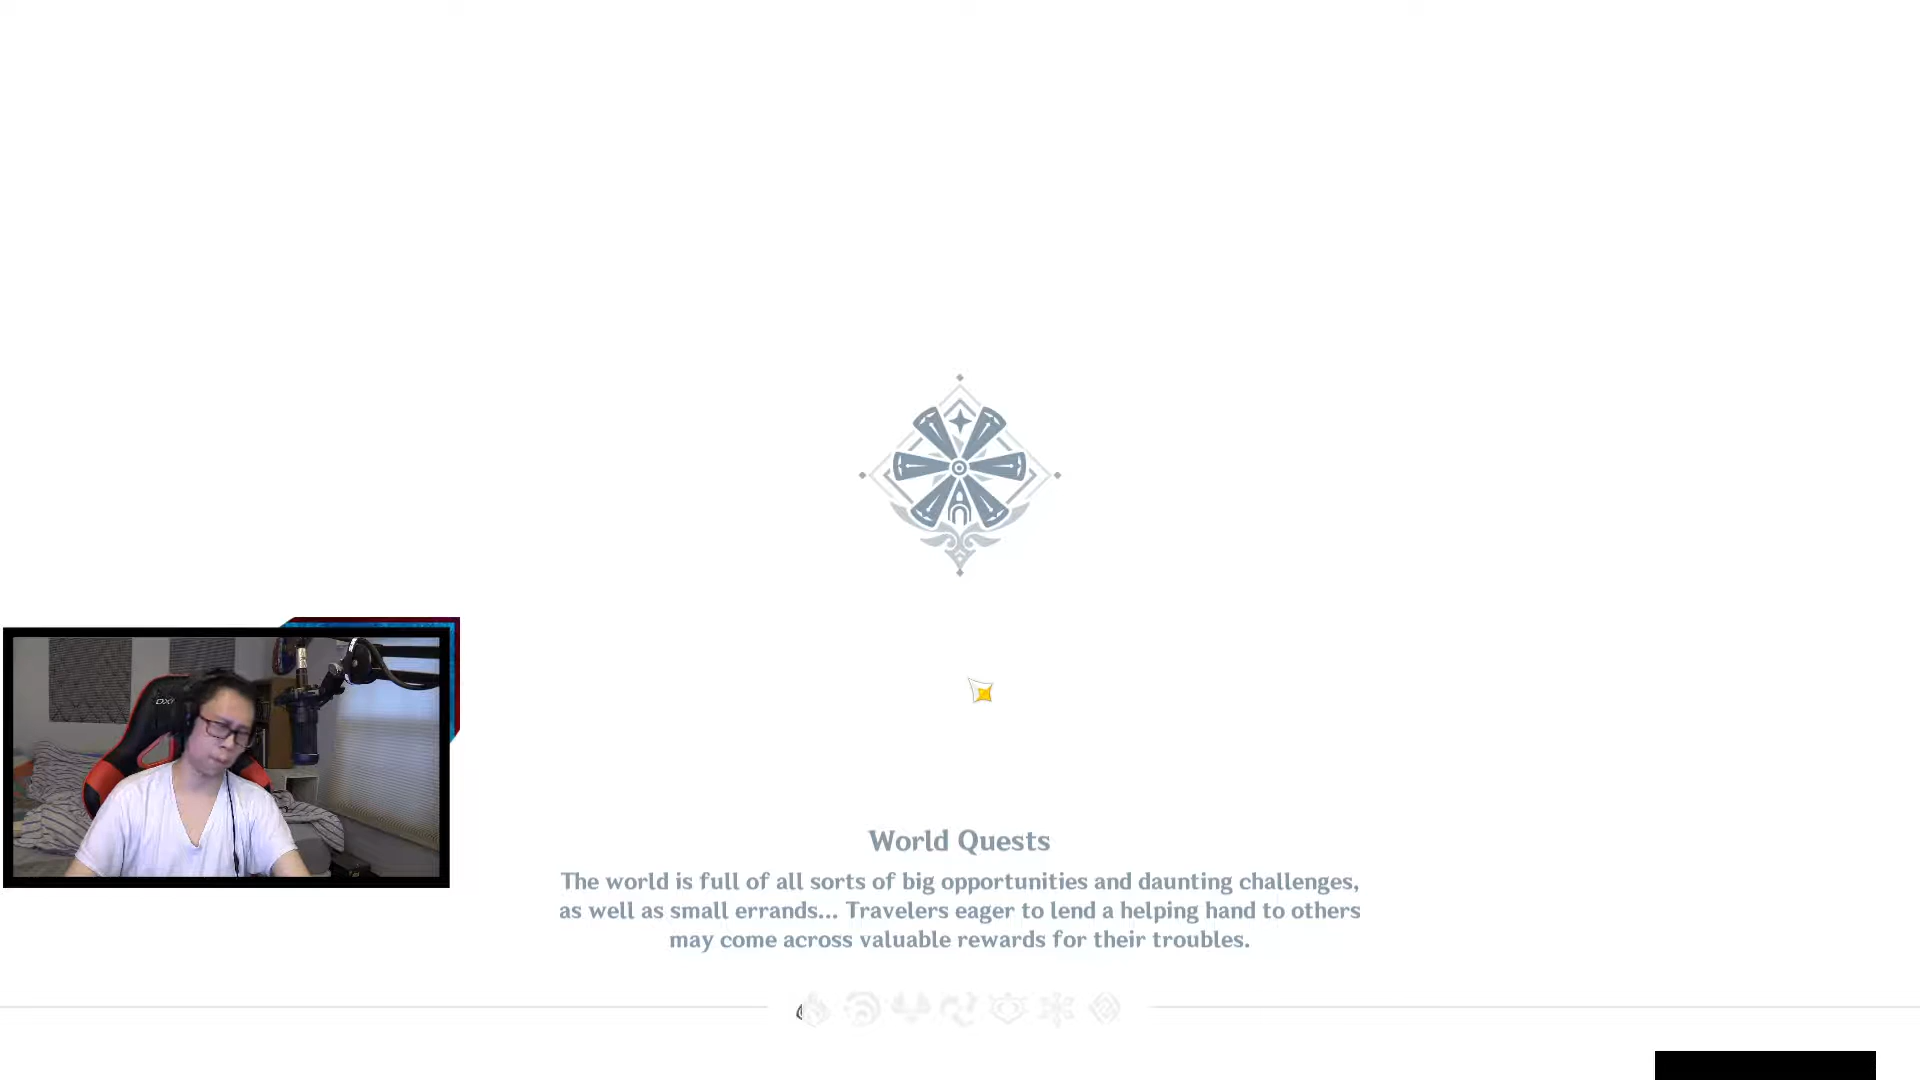 World Quests
The world is full of all sorts of big opportunities and daunting challenges,
as well as small errands... Travelers eager to lend a helping hand to others
may come across valuable rewards for their troubles.